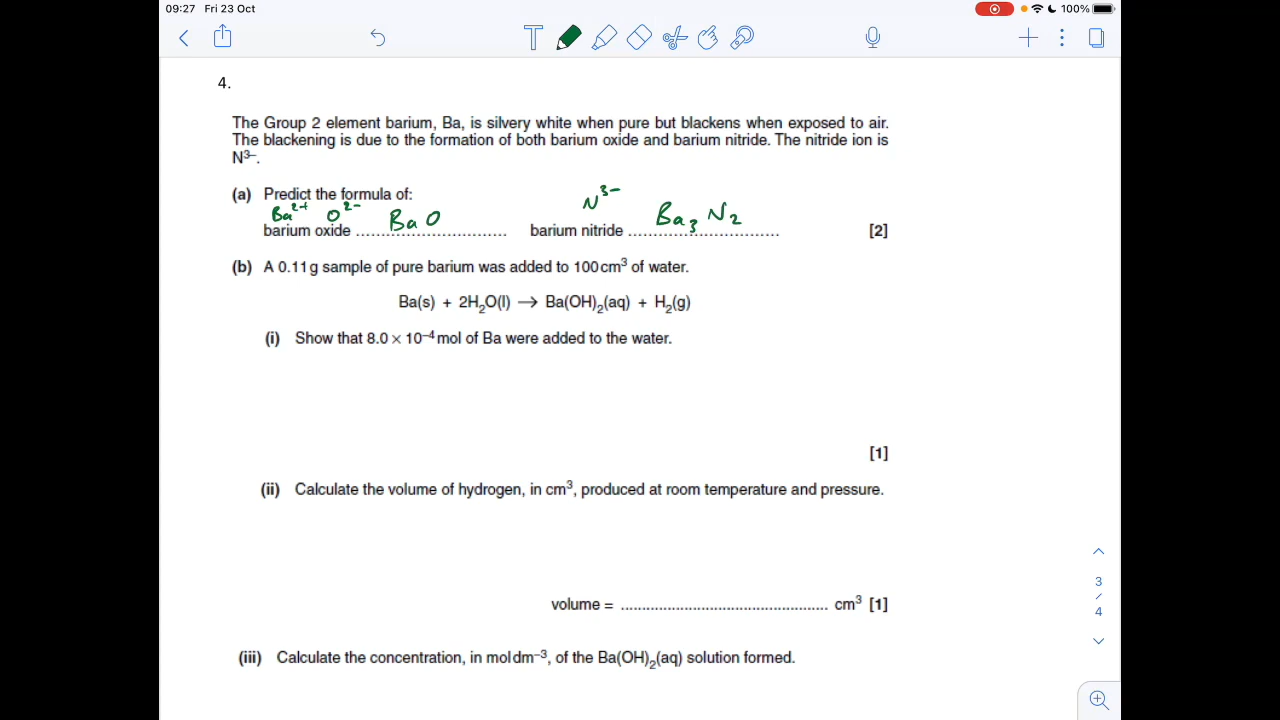 09:27 Fri 23 Oct
100%
T
4.
The Group 2 element barium, Ba, is silvery white when pure but blackens when exposed to air.
The blackening is due to the formation of both barium oxide and barium nitride. The nitride ion is
N³⁻.
(a) Predict the formula of:
Ba²⁺ O²⁻ N³⁻
barium oxide .............................. BaO barium nitride .............................. Ba₃N₂ [2]
(b) A 0.11 g sample of pure barium was added to 100 cm³ of water.
Ba(s) + 2H₂O(l) → Ba(OH)₂(aq) + H₂(g)
(i) Show that 8.0 × 10⁻⁴ mol of Ba were added to the water.
[1]
(ii) Calculate the volume of hydrogen, in cm³, produced at room temperature and pressure.
volume = ................................................ cm³ [1]
(iii) Calculate the concentration, in mol dm⁻³, of the Ba(OH)₂(aq) solution formed.
3
/
4